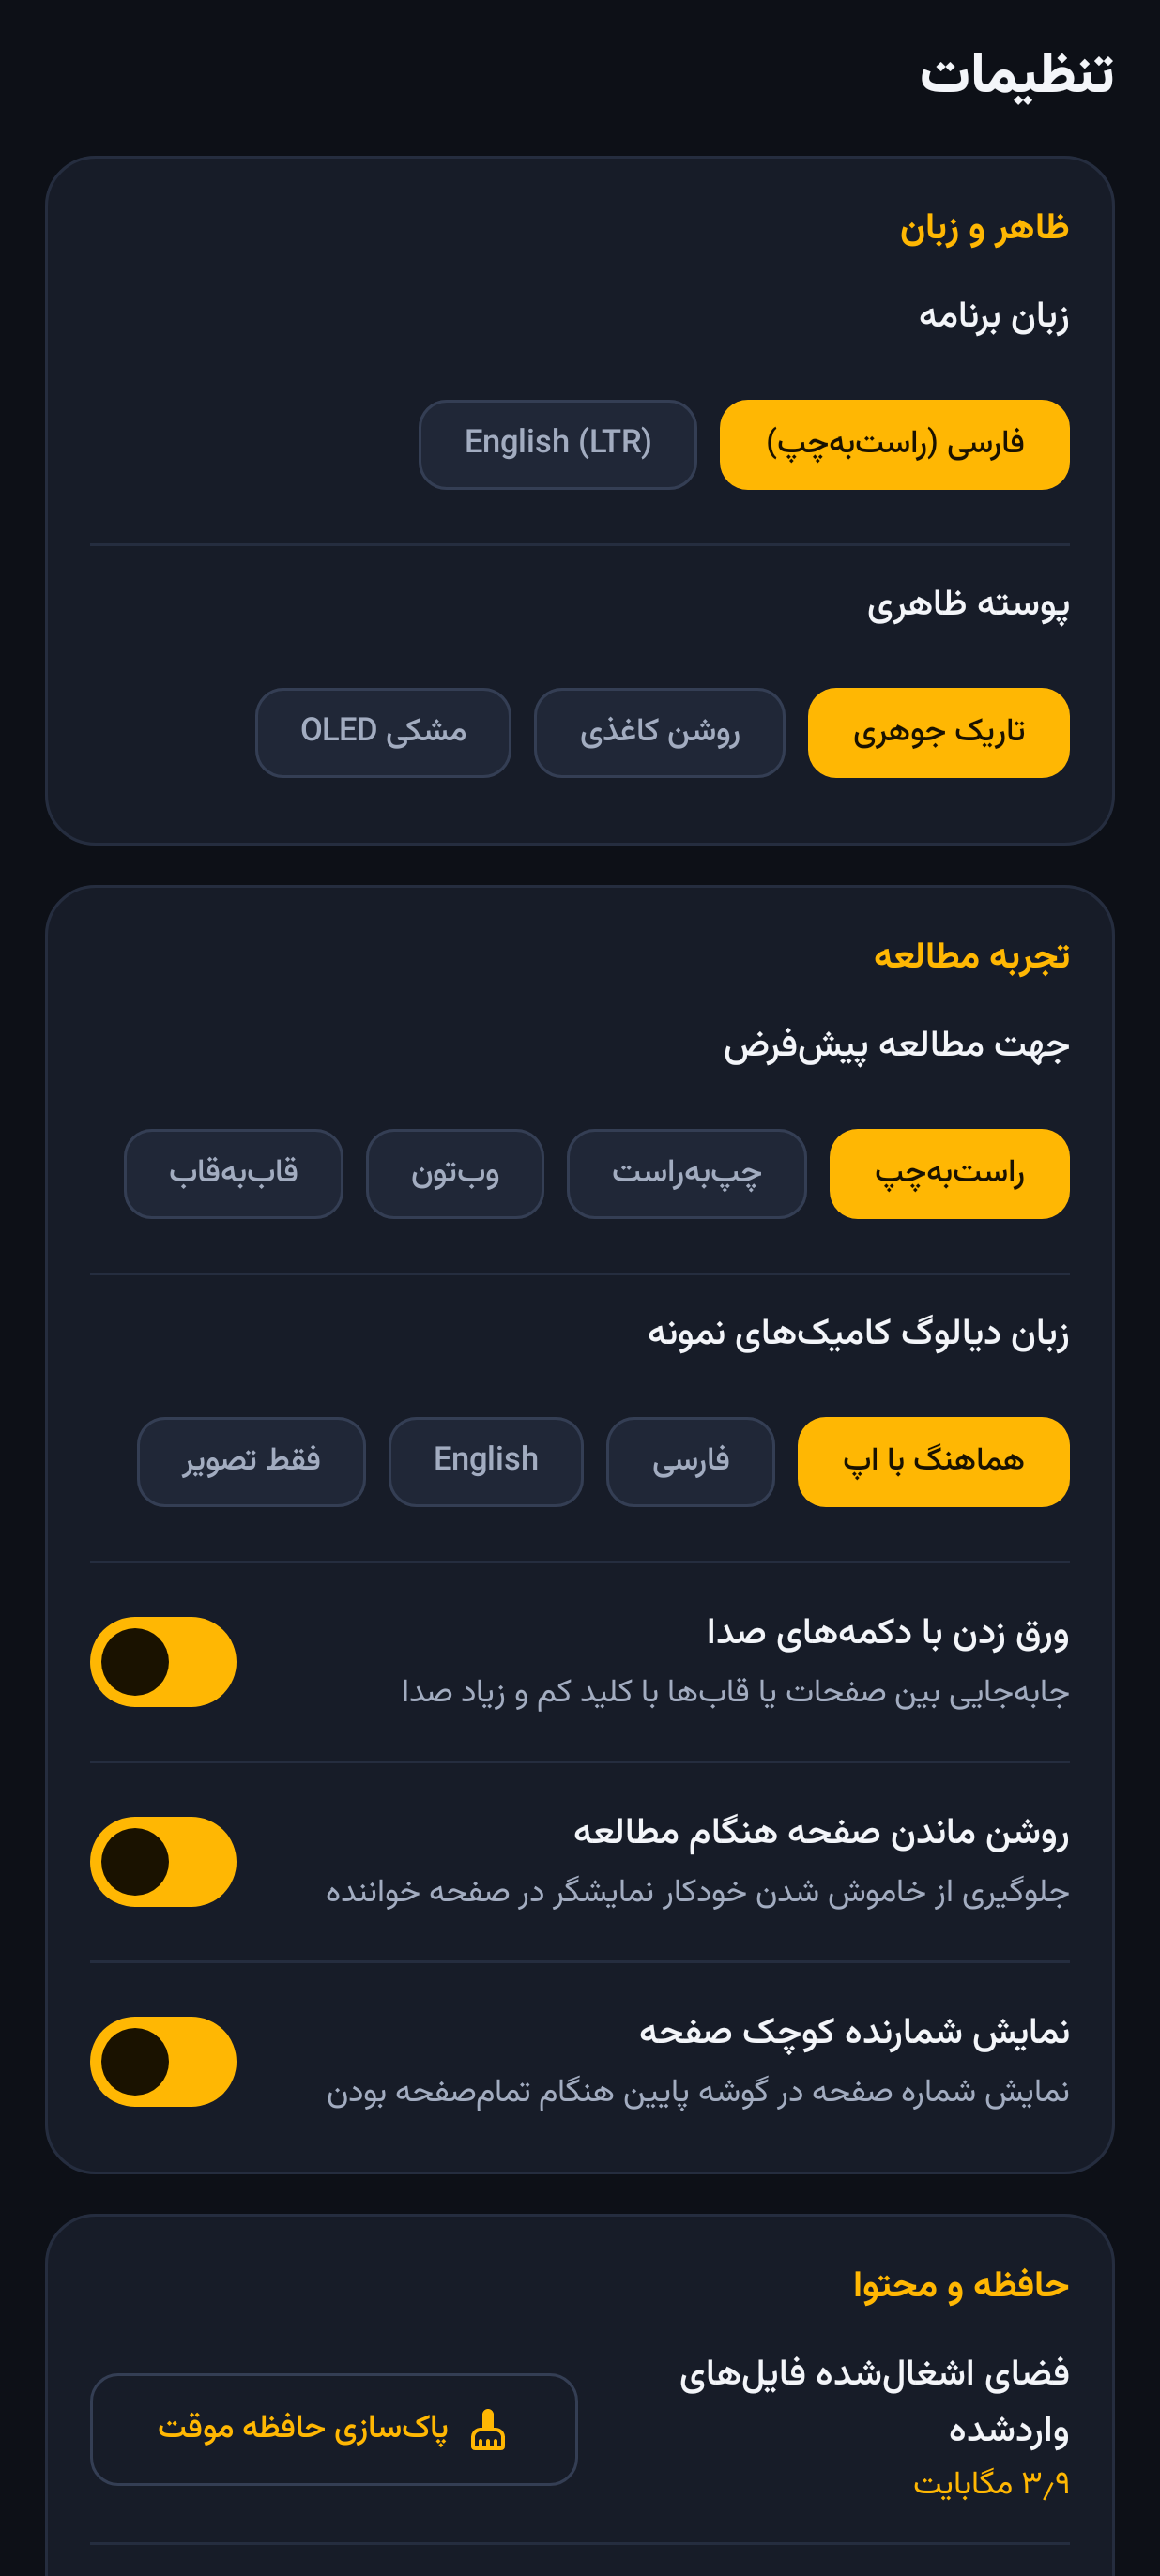 تنظیمات
ظاهر و زبان
زبان برنامه
فارسی (راست‌به‌چپ)
English (LTR)
پوسته ظاهری
تاریک جوهری
روشن کاغذی
مشکی OLED
تجربه مطالعه
جهت مطالعه پیش‌فرض
راست‌به‌چپ
چپ‌به‌راست
وب‌تون
قاب‌به‌قاب
زبان دیالوگ کامیک‌های نمونه
هماهنگ با اپ
فارسی
English
فقط تصویر
ورق زدن با دکمه‌های صدا
جابه‌جایی بین صفحات یا قاب‌ها با کلید کم و زیاد صدا
روشن ماندن صفحه هنگام مطالعه
جلوگیری از خاموش شدن خودکار نمایشگر در صفحه خواننده
نمایش شمارنده کوچک صفحه
نمایش شماره صفحه در گوشه پایین هنگام تمام‌صفحه بودن
حافظه و محتوا
فضای اشغال‌شده فایل‌های
واردشده
۳٫۹ مگابایت
پاک‌سازی حافظه موقت